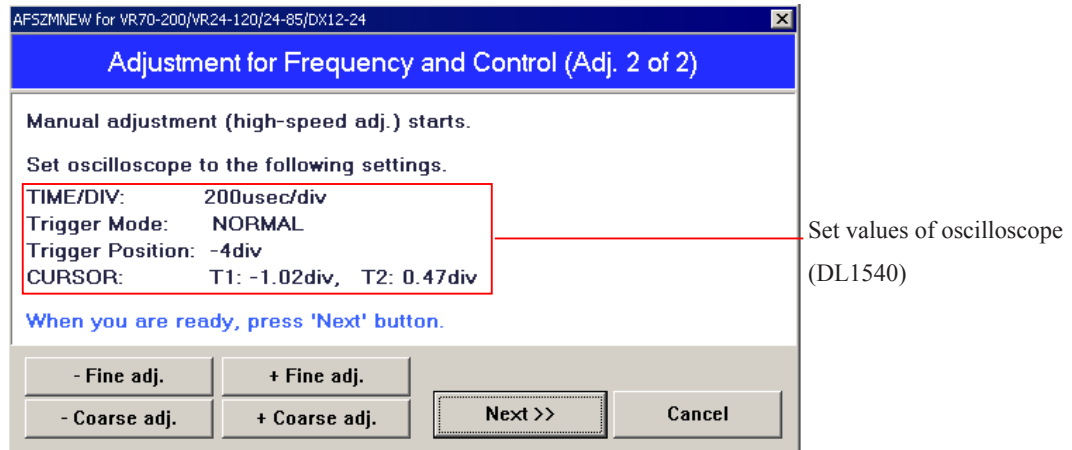 AFSZMNEW for VR70-200/VR24-120/24-85/DX12-24
Adjustment for Frequency and Control (Adj. 2 of 2)
Manual adjustment (high-speed adj.) starts.
Set oscilloscope to the following settings.
TIME/DIV: 200usec/div
Trigger Mode: NORMAL
Trigger Position: -4div
CURSOR: T1: -1.02div, T2: 0.47div
When you are ready, press 'Next' button.
Set values of oscilloscope
(DL1540)
- Fine adj. + Fine adj.
- Coarse adj. + Coarse adj. Next >> Cancel